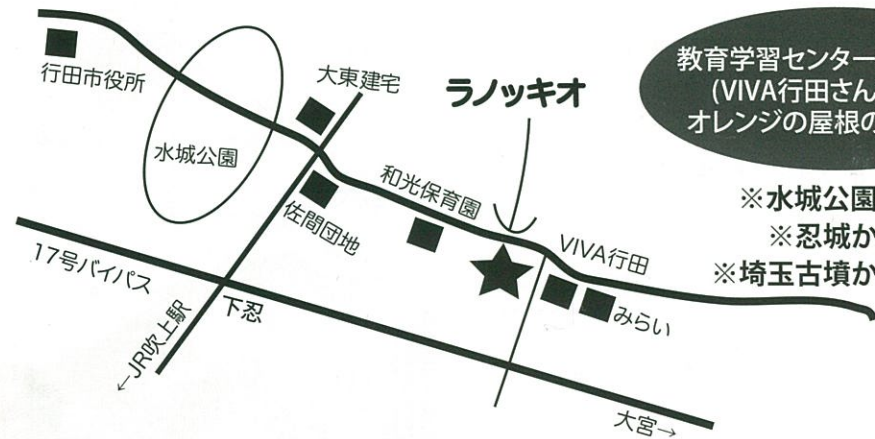 行田市役所
水城公園
大東建宅
佐間団地
和光保育園
ラノッキオ
VIVA行田
みらい
17号バイパス
下忍
←JR吹上駅
大宮→
教育学習センター
(VIVA行田さん
オレンジの屋根の
※水城公園
※忍城か
※埼玉古墳か